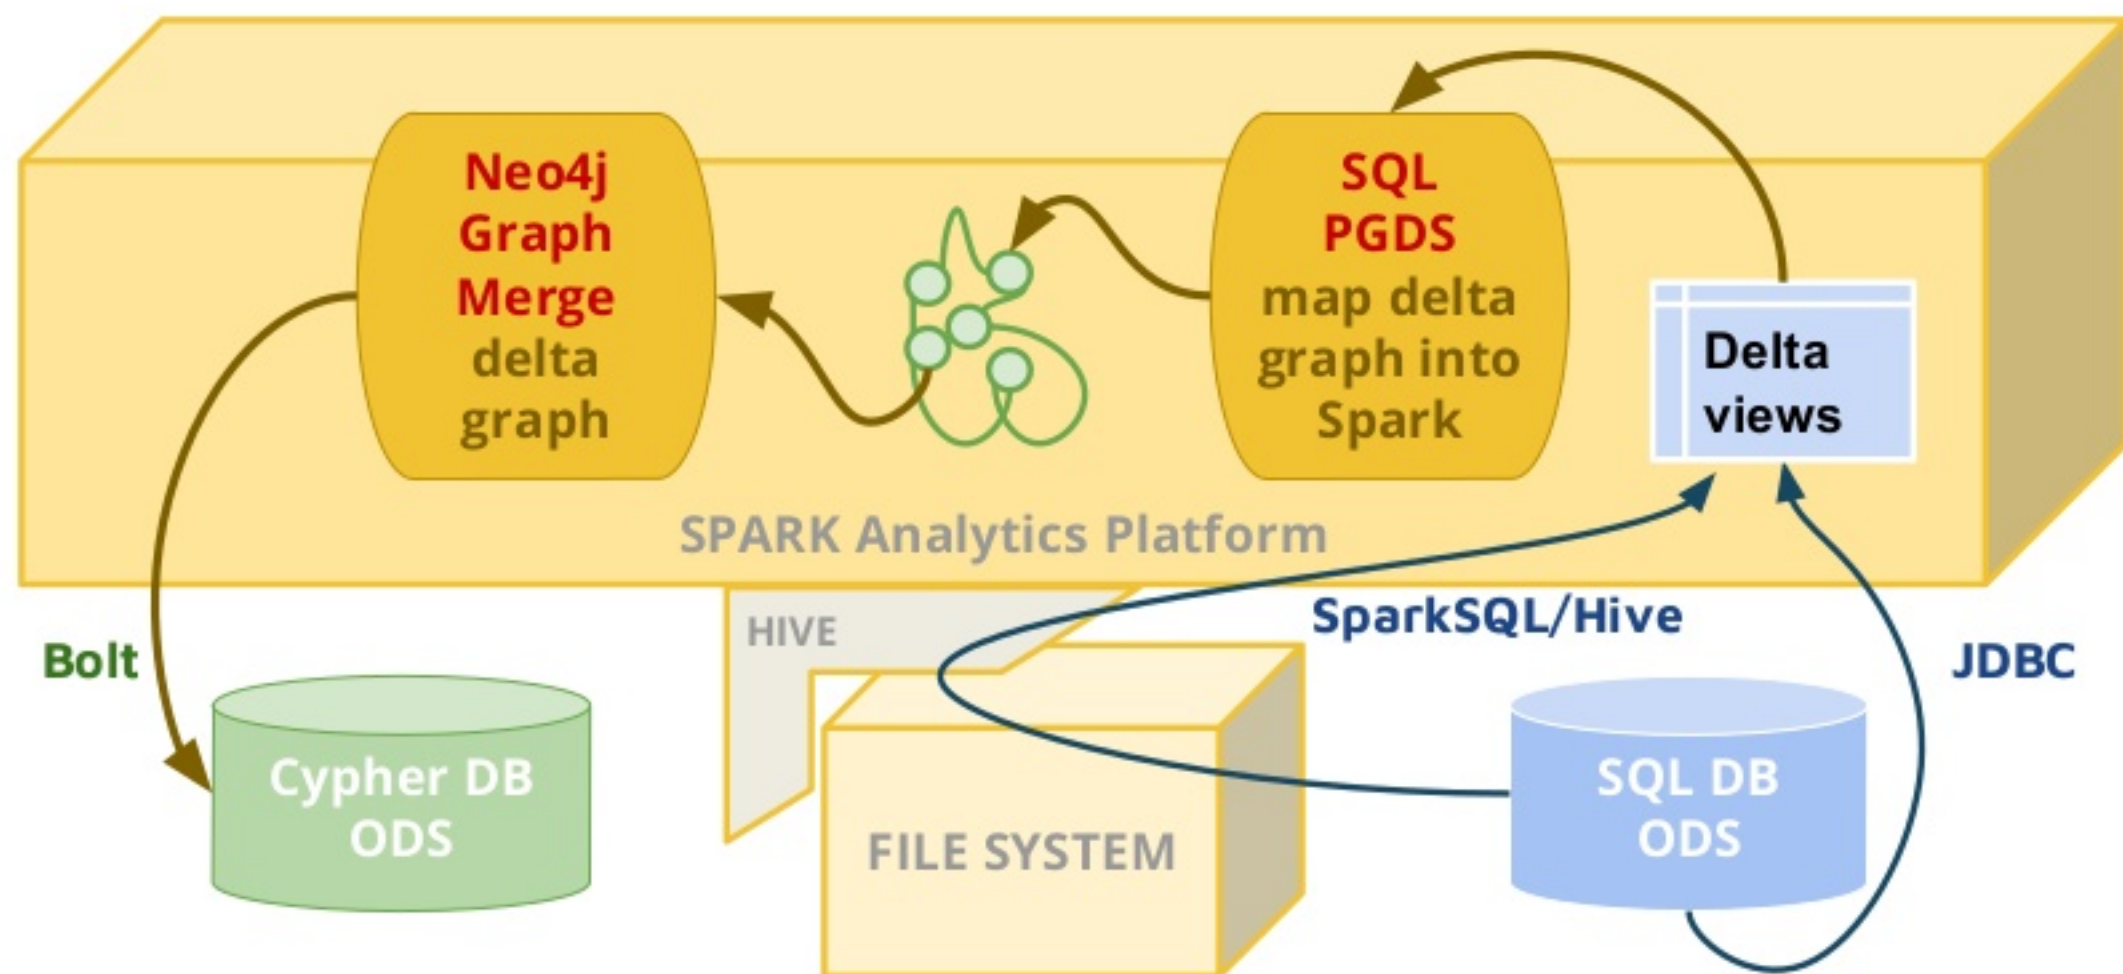 Neo4j
Graph
Merge
delta
graph
SQL
PGDS
map delta
graph into
Spark
Delta
views
SPARK Analytics Platform
HIVE
SparkSQL/Hive
Bolt
JDBC
Cypher DB
ODS
FILE SYSTEM
SQL DB
ODS